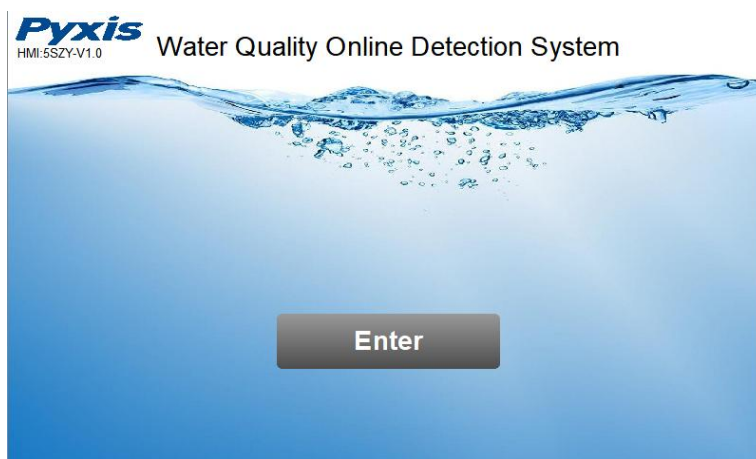 Pyxis
HMI:5SZY-V1.0
Water Quality Online Detection System
Enter